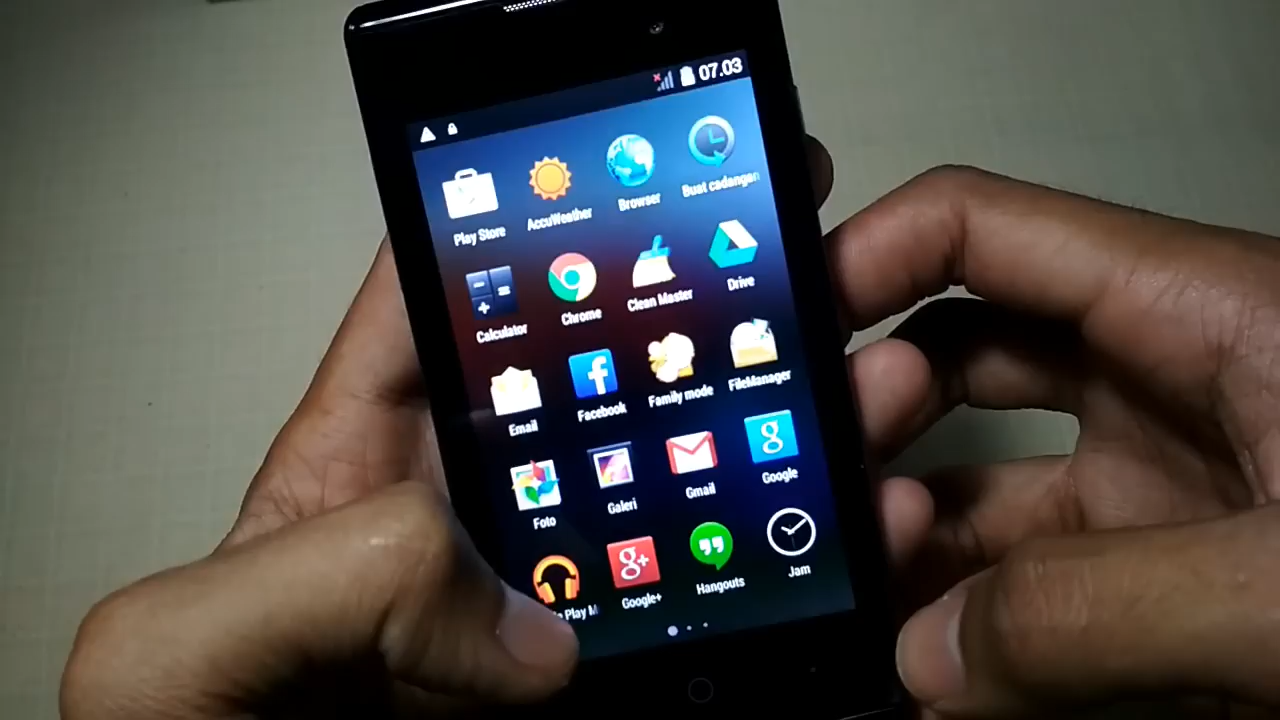 07.03
Play Store
AccuWeather
Browser
Buat cadangan
Calculator
Chrome
Clean Master
Drive
Email
Facebook
Family mode
FileManager
Foto
Galeri
Gmail
Google
Play M
Google+
Hangouts
Jam